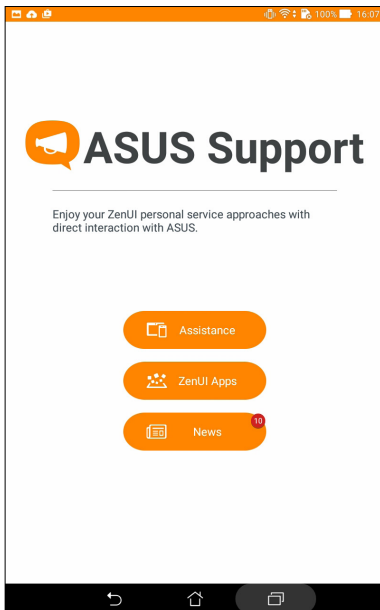 100% 16:07
ASUS Support
Enjoy your ZenUI personal service approaches with
direct interaction with ASUS.
Assistance
ZenUI Apps
10
News